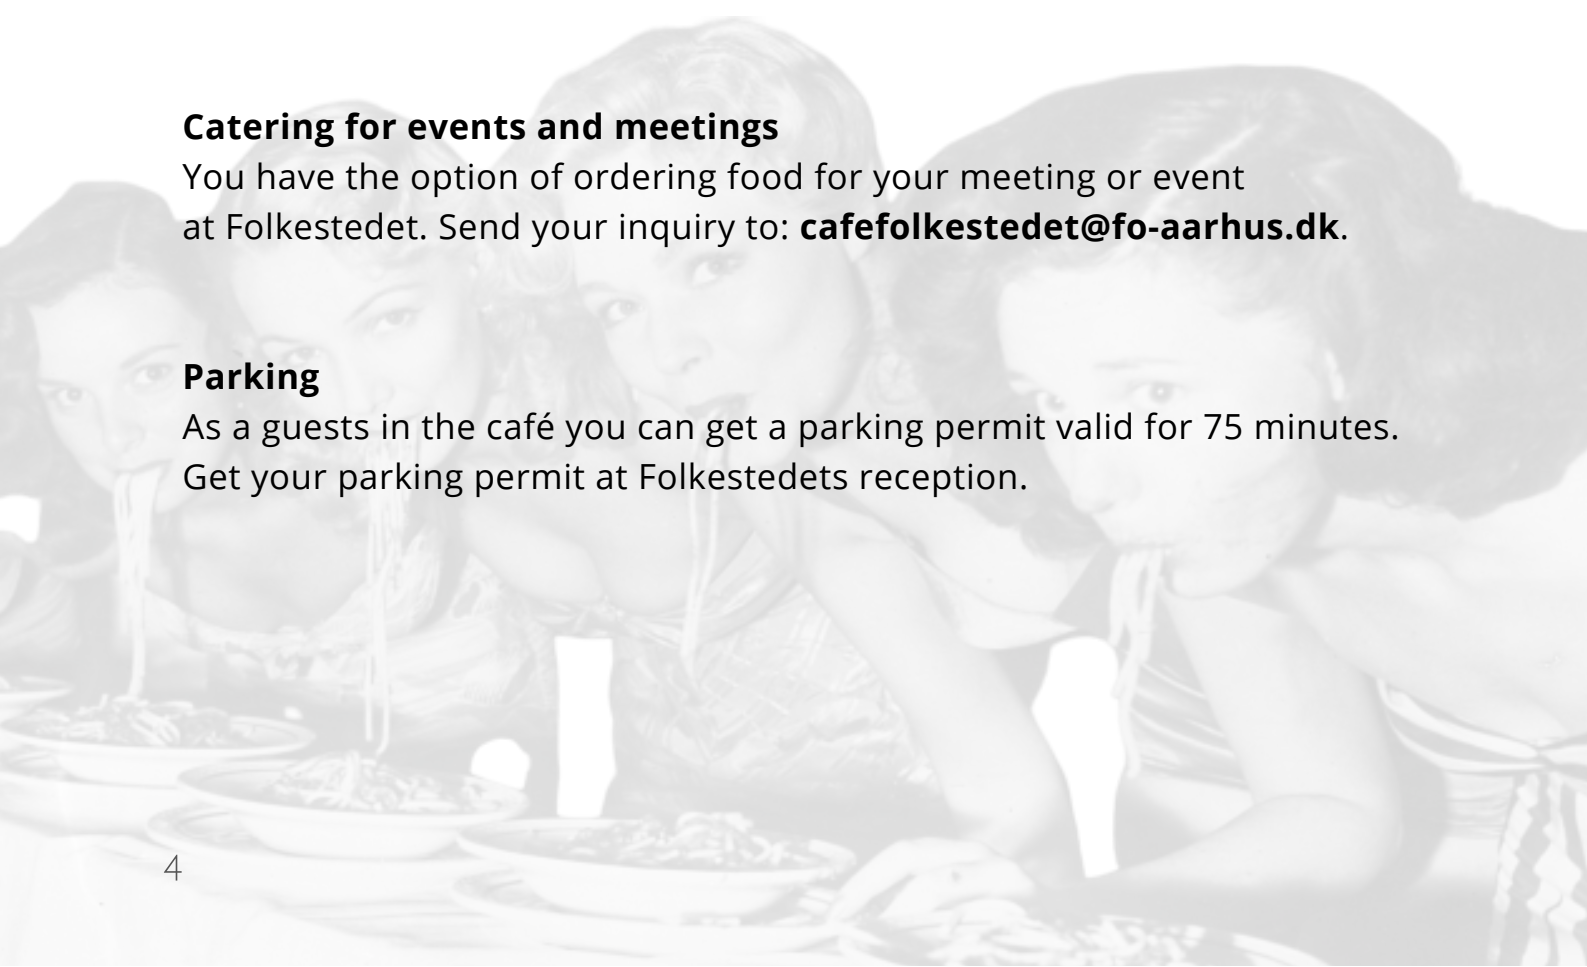 Catering for events and meetings
You have the option of ordering food for your meeting or event
at Folkestedet. Send your inquiry to: cafefolkestedet@fo-aarhus.dk.
Parking
As a guests in the café you can get a parking permit valid for 75 minutes.
Get your parking permit at Folkestedets reception.
4